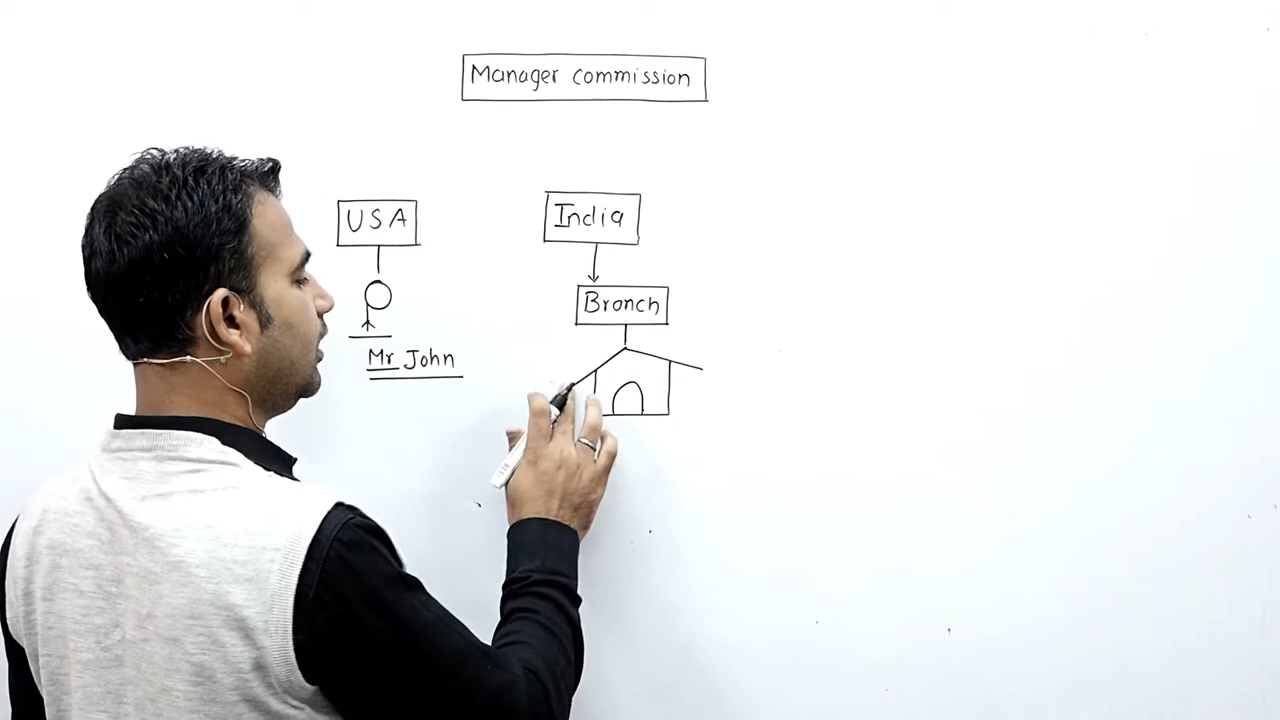 Manager commission
USA
India
Bronch
Mr John